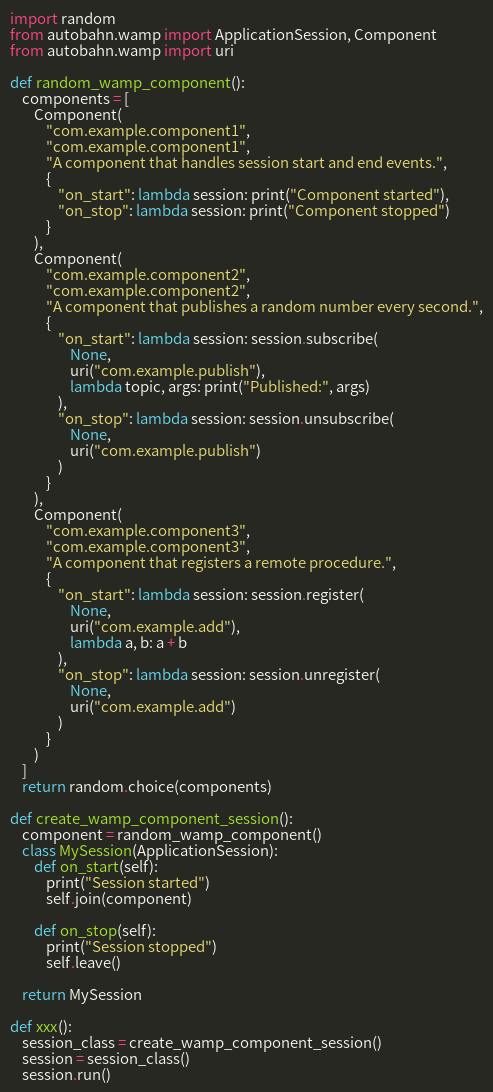 import random
from autobahn.wamp import ApplicationSession, Component
from autobahn.wamp import uri

def random_wamp_component():
    components = [
        Component(
            "com.example.component1",
            "com.example.component1",
            "A component that handles session start and end events.",
            {
                "on_start": lambda session: print("Component started"),
                "on_stop": lambda session: print("Component stopped")
            }
        ),
        Component(
            "com.example.component2",
            "com.example.component2",
            "A component that publishes a random number every second.",
            {
                "on_start": lambda session: session.subscribe(
                    None,
                    uri("com.example.publish"),
                    lambda topic, args: print("Published:", args)
                ),
                "on_stop": lambda session: session.unsubscribe(
                    None,
                    uri("com.example.publish")
                )
            }
        ),
        Component(
            "com.example.component3",
            "com.example.component3",
            "A component that registers a remote procedure.",
            {
                "on_start": lambda session: session.register(
                    None,
                    uri("com.example.add"),
                    lambda a, b: a + b
                ),
                "on_stop": lambda session: session.unregister(
                    None,
                    uri("com.example.add")
                )
            }
        )
    ]
    return random.choice(components)

def create_wamp_component_session():
    component = random_wamp_component()
    class MySession(ApplicationSession):
        def on_start(self):
            print("Session started")
            self.join(component)

        def on_stop(self):
            print("Session stopped")
            self.leave()

    return MySession

def xxx():
    session_class = create_wamp_component_session()
    session = session_class()
    session.run()